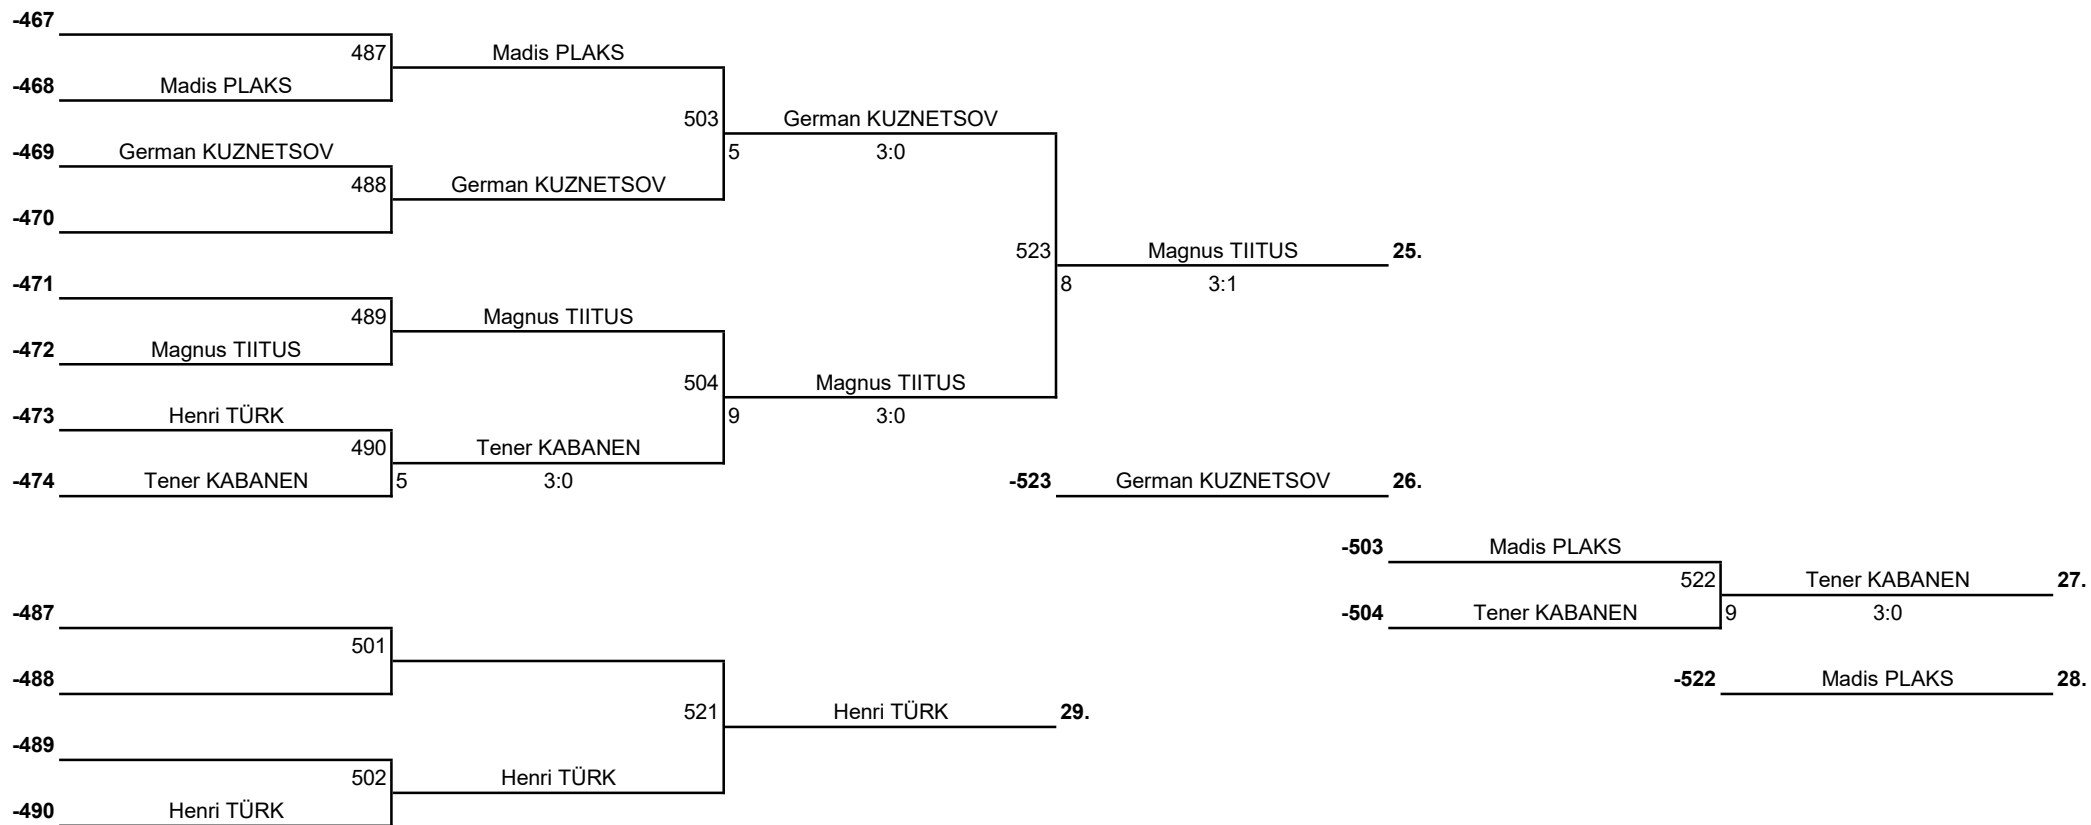 -467
487 Madis PLAKS
-468 Madis PLAKS
503 German KUZNETSOV
-469 German KUZNETSOV 5 3:0
488 German KUZNETSOV
-470
523 Magnus TIITUS 25.
-471 8 3:1
489 Magnus TIITUS
-472 Magnus TIITUS
504 Magnus TIITUS
-473 Henri TÜRK 9 3:0
490 Tener KABANEN
-474 Tener KABANEN 5 3:0 -523 German KUZNETSOV 26.
-503 Madis PLAKS
522 Tener KABANEN 27.
-487 -504 Tener KABANEN 9 3:0
501
-488 -522 Madis PLAKS 28.
521 Henri TÜRK 29.
-489
502 Henri TÜRK
-490 Henri TÜRK